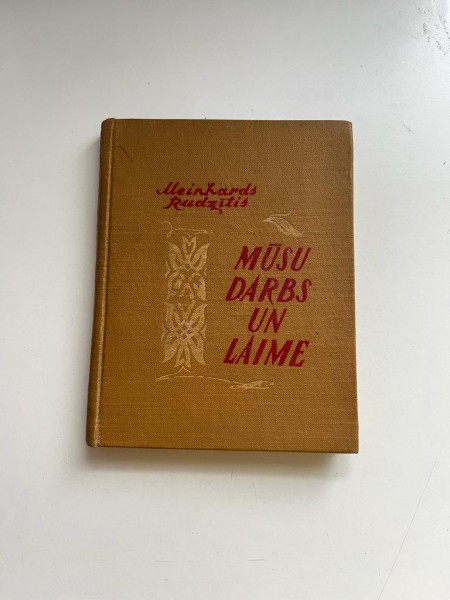 Meinhards
Rudzītis
MŪSU
DARBS
UN
LAIME